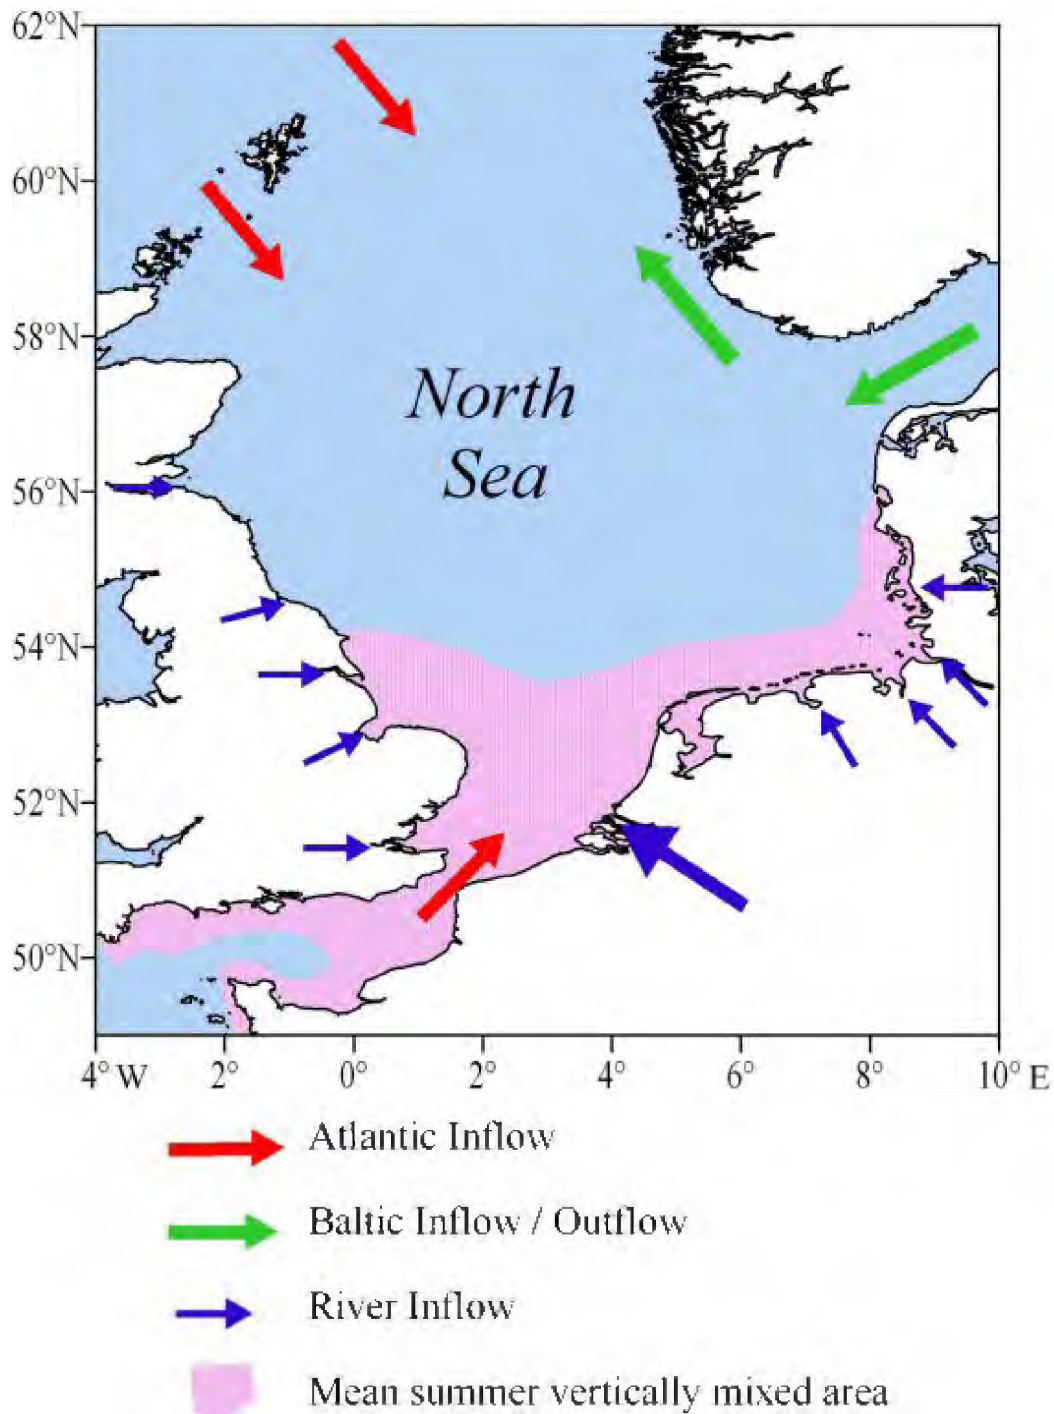 62°N
60°N
58°N
North
Sea
56°N
54°N
52°N
50°N
4° W 2° 0° 2° 4° 6° 8° 10° E
Atlantic Inflow
Baltic Inflow / Outflow
River Inflow
Mean summer vertically mixed area